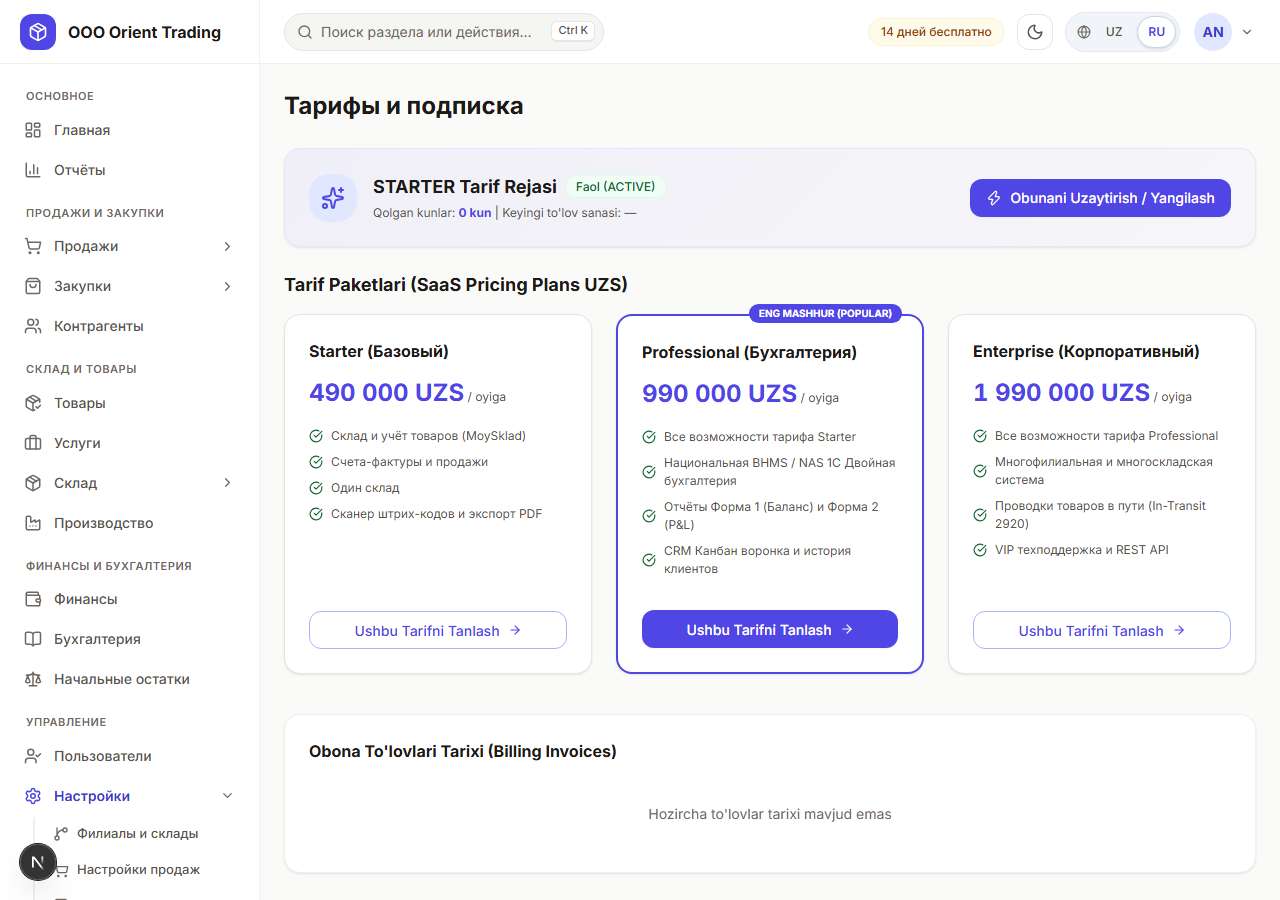 OOO Orient Trading
Поиск раздела или действия...
Ctrl K
14 дней бесплатно
UZ
RU
AN
ОСНОВНОЕ
Главная
Отчёты
ПРОДАЖИ И ЗАКУПКИ
Продажи
Закупки
Контрагенты
СКЛАД И ТОВАРЫ
Товары
Услуги
Склад
Производство
ФИНАНСЫ И БУХГАЛТЕРИЯ
Финансы
Бухгалтерия
Начальные остатки
УПРАВЛЕНИЕ
Пользователи
Настройки
Филиалы и склады
Настройки продаж
N
Тарифы и подписка
STARTER Tarif Rejasi
Faol (ACTIVE)
Qolgan kunlar: 0 kun | Keyingi to'lov sanasi: —
Obunani Uzaytirish / Yangilash
Tarif Paketlari (SaaS Pricing Plans UZS)
Starter (Базовый)
490 000 UZS / oyiga
Склад и учёт товаров (MoySklad)
Счета-фактуры и продажи
Один склад
Сканер штрих-кодов и экспорт PDF
Ushbu Tarifni Tanlash
ENG MASHHUR (POPULAR)
Professional (Бухгалтерия)
990 000 UZS / oyiga
Все возможности тарифа Starter
Национальная BHMS / NAS 1С Двойная
бухгалтерия
Отчёты Форма 1 (Баланс) и Форма 2
(P&L)
CRM Канбан воронка и история
клиентов
Ushbu Tarifni Tanlash
Enterprise (Корпоративный)
1 990 000 UZS / oyiga
Все возможности тарифа Professional
Многофилиальная и многоскладская
система
Проводки товаров в пути (In-Transit
2920)
VIP техподдержка и REST API
Ushbu Tarifni Tanlash
Obona To'lovlari Tarixi (Billing Invoices)
Hozircha to'lovlar tarixi mavjud emas